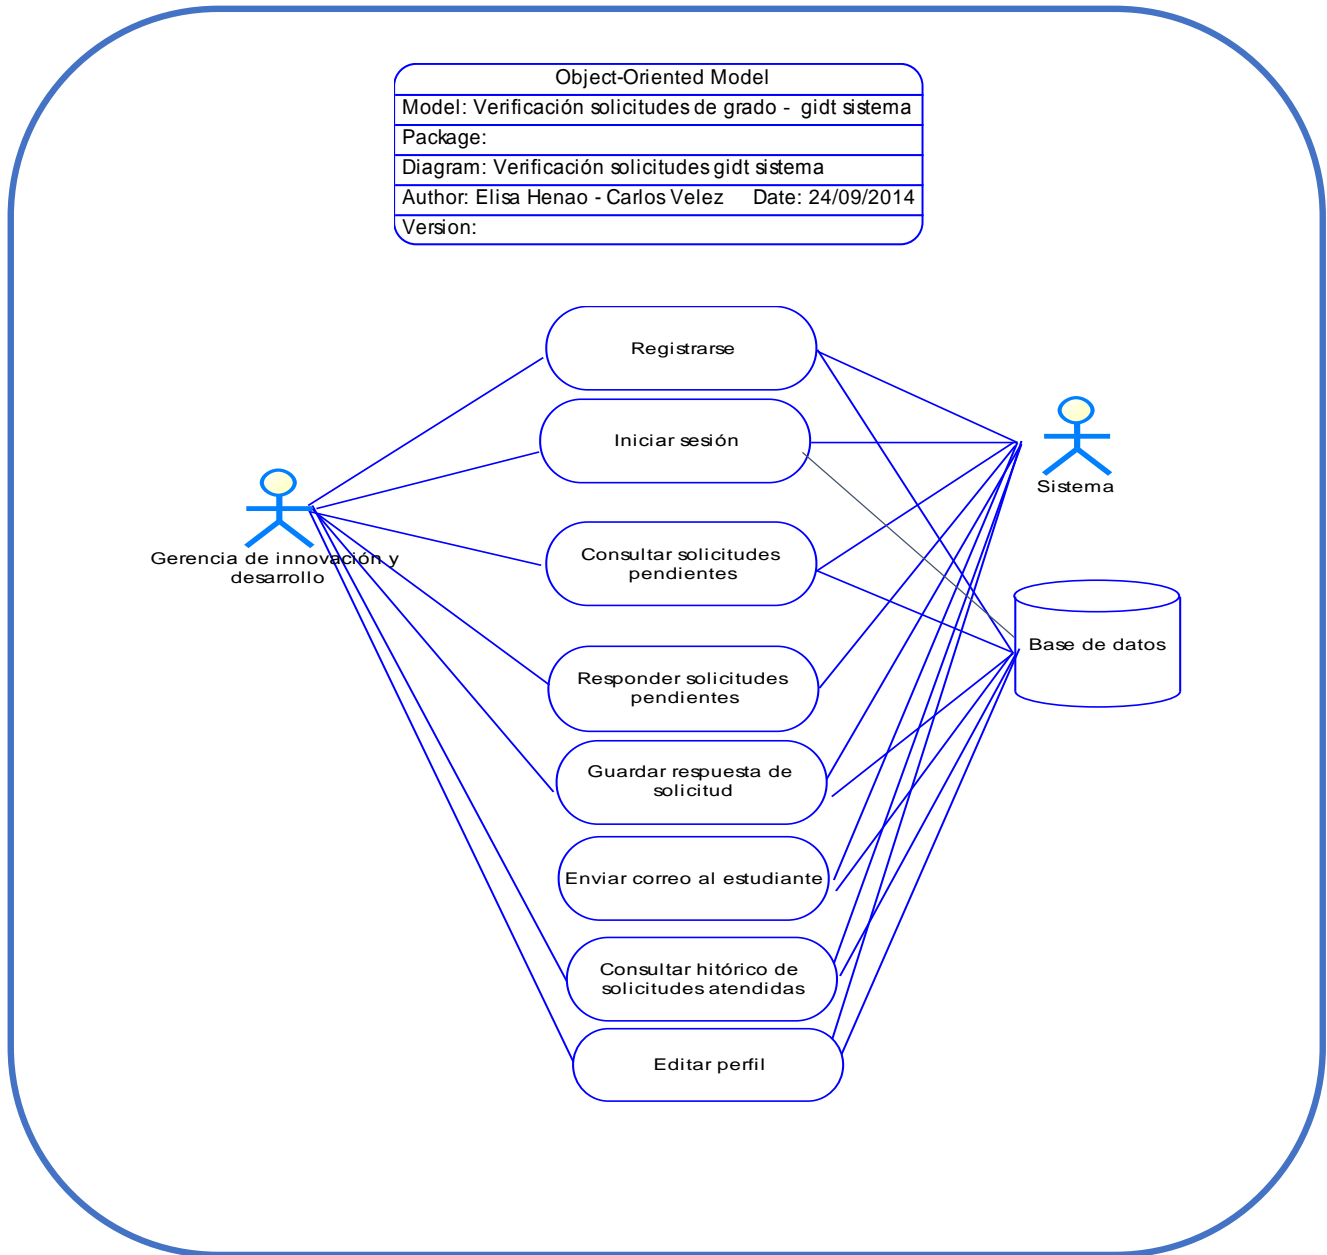 Object-Oriented Model
Model: Verificación solicitudes de grado - gidt sistema
Package:
Diagram: Verificación solicitudes gidt sistema
Author: Elisa Henao - Carlos Velez Date: 24/09/2014
Version:
Registrarse
Iniciar sesión
Sistema
Gerencia de innovación y
desarrollo
Consultar solicitudes
pendientes
Base de datos
Responder solicitudes
pendientes
Guardar respuesta de
solicitud
Enviar correo al estudiante
Consultar hitórico de
solicitudes atendidas
Editar perfil